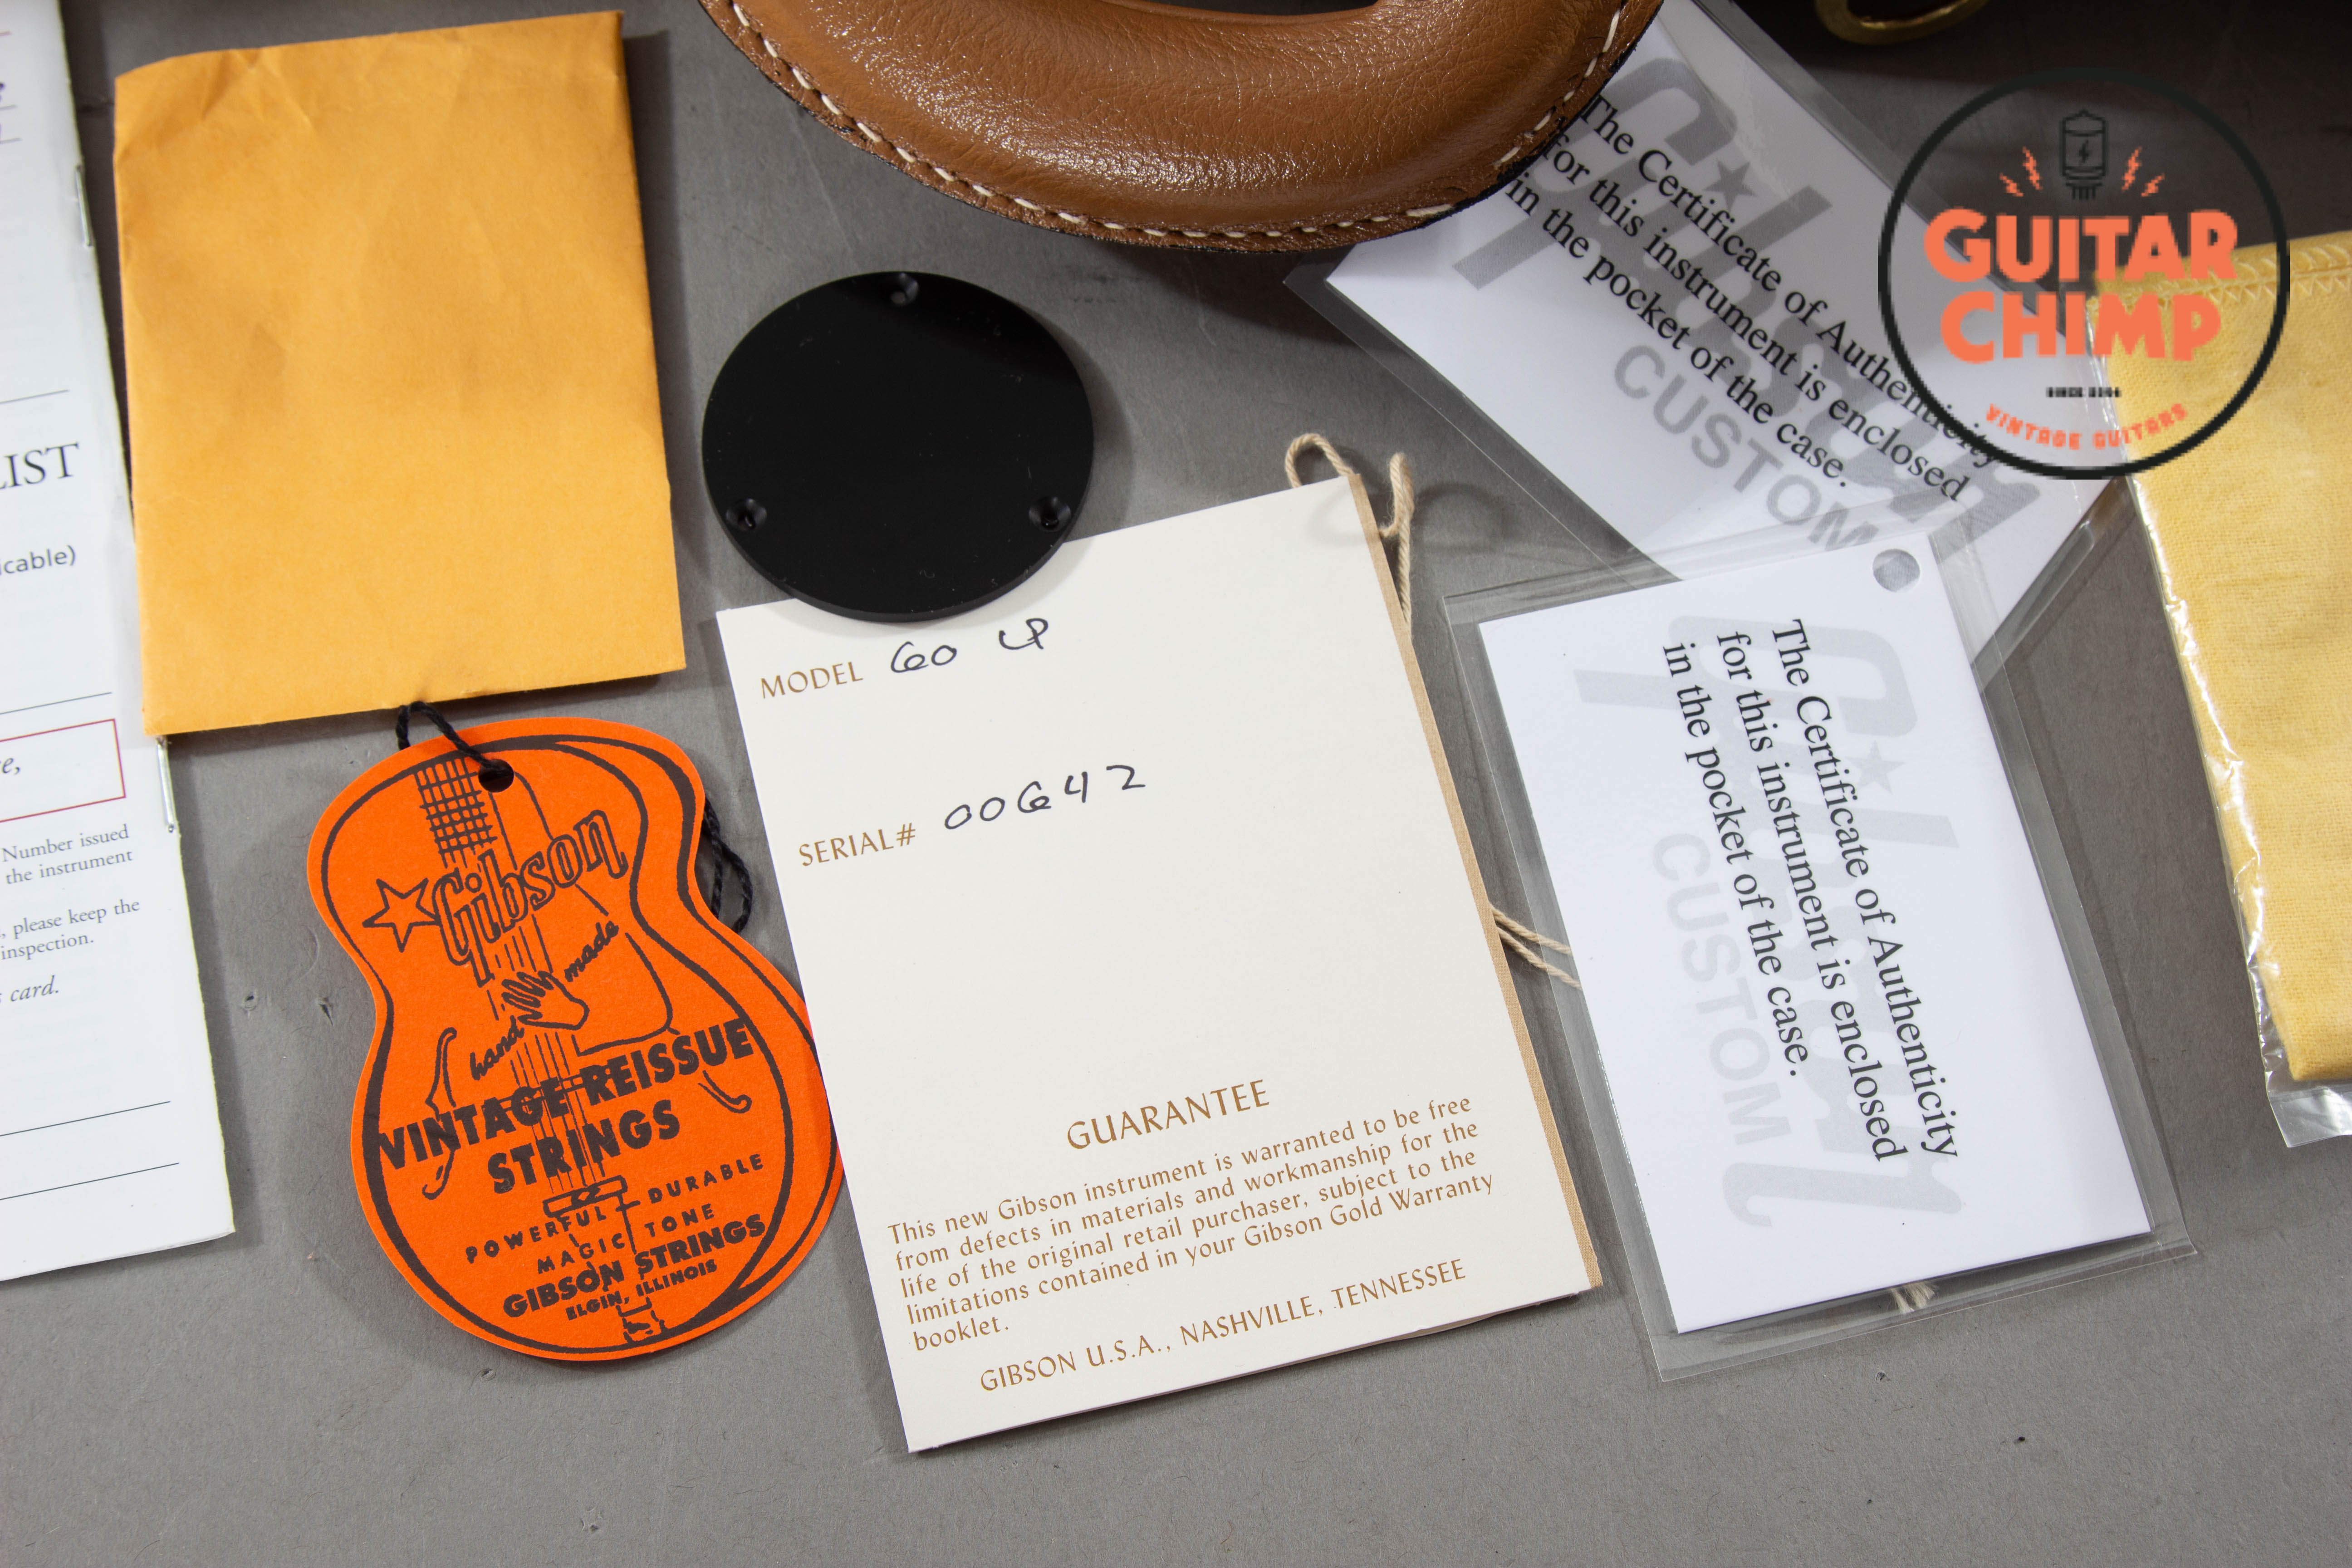 LIST
icable)
e,
Number issued
the instrument
, please keep the
inspection.
card.
Gibson
hand made
VINTAGE REISSUE
STRINGS
POWERFUL - DURABLE
MAGIC TONE
GIBSON STRINGS
ELGIN, ILLINOIS
MODEL 60 LP
SERIAL# 00642
GUARANTEE
This new Gibson instrument is warranted to be free
from defects in materials and workmanship for the
life of the original retail purchaser, subject to the
limitations contained in your Gibson Gold Warranty
booklet.
GIBSON U.S.A., NASHVILLE, TENNESSEE
The Certificate of Authenticity
for this instrument is enclosed
in the pocket of the case.
Gibson
CUSTOM
The Certificate of Authenticity
for this instrument is enclosed
in the pocket of the case.
Gibson
CUSTOM
GUITAR
CHIMP
VINTAGE GUITARS